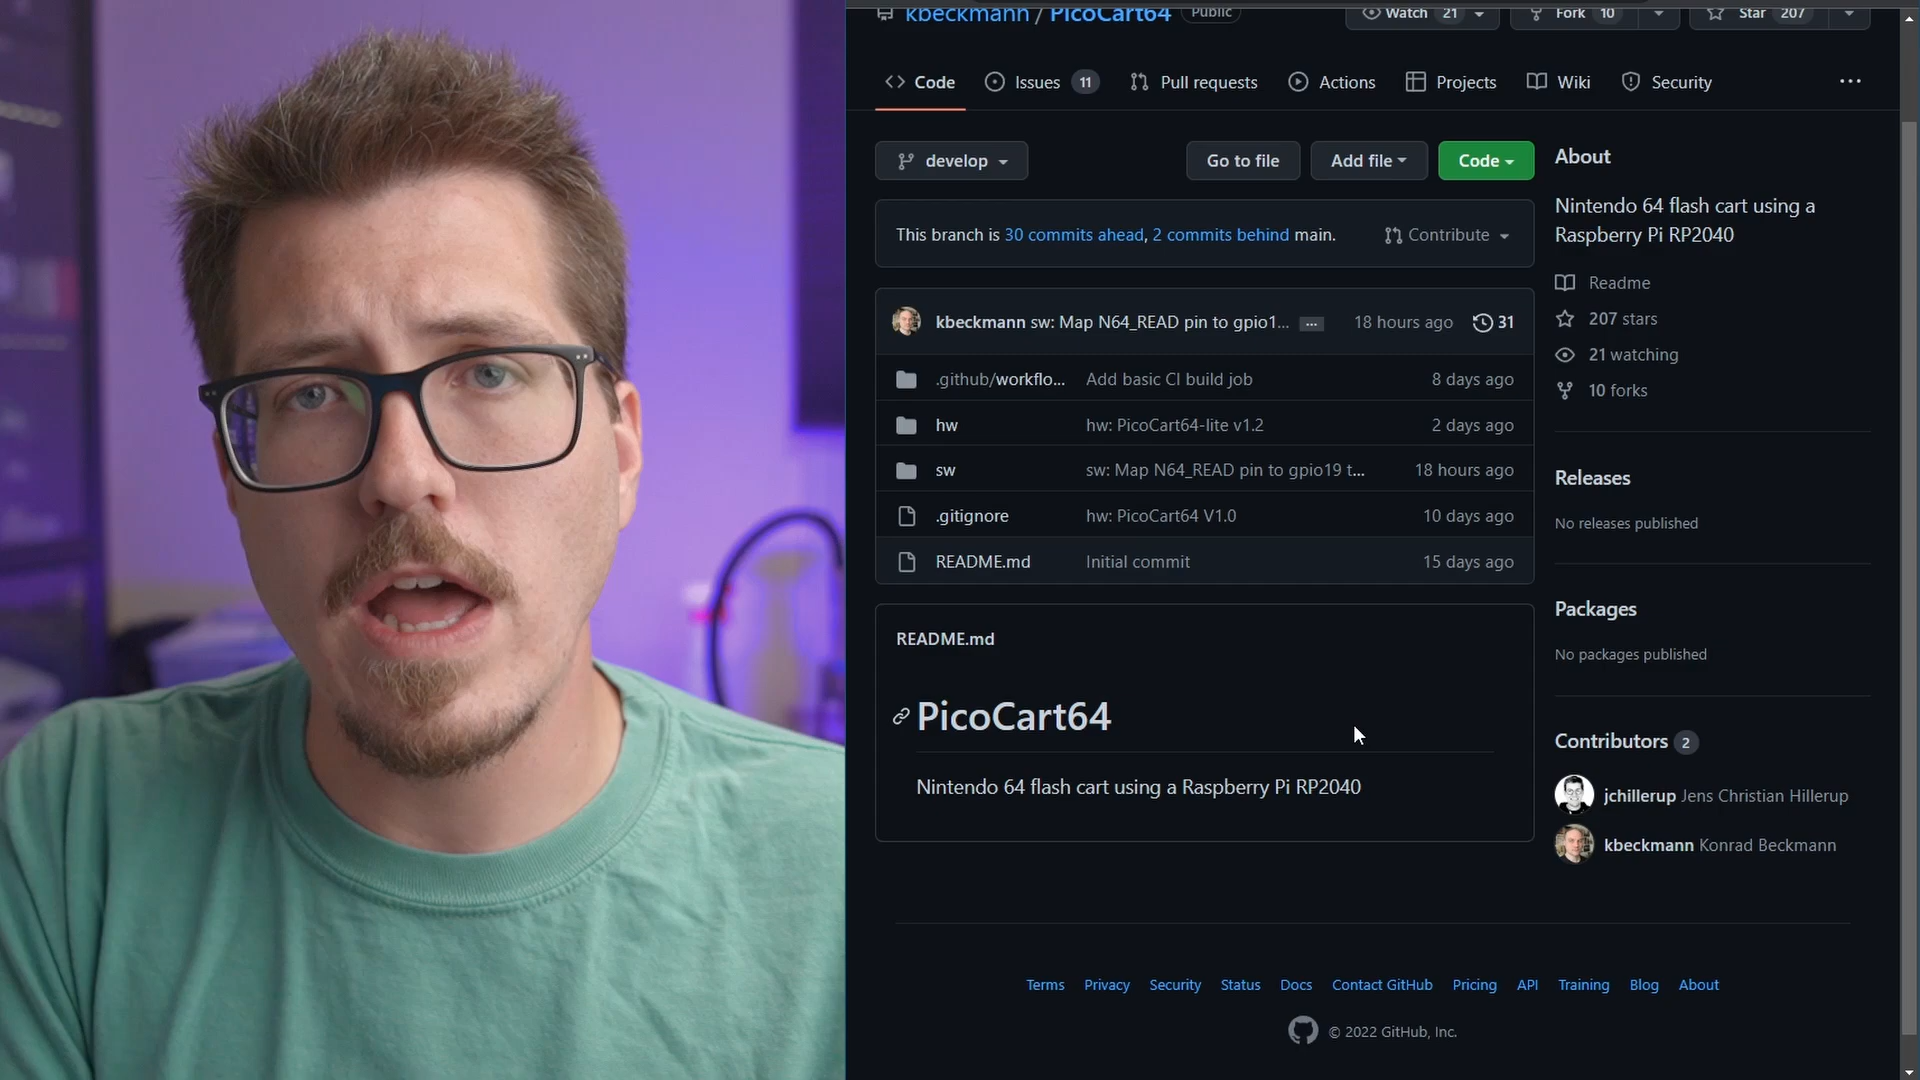 kbeckmann / PicoCart64 Public
Watch 21
Fork 10
Star 207
Code
Issues 11
Pull requests
Actions
Projects
Wiki
Security
...
develop
Go to file
Add file
Code
This branch is 30 commits ahead, 2 commits behind main.
Contribute
kbeckmann sw: Map N64_READ pin to gpio1... ... 18 hours ago 31
.github/workflo... Add basic CI build job 8 days ago
hw hw: PicoCart64-lite v1.2 2 days ago
sw sw: Map N64_READ pin to gpio19 t... 18 hours ago
.gitignore hw: PicoCart64 V1.0 10 days ago
README.md Initial commit 15 days ago
README.md
PicoCart64
Nintendo 64 flash cart using a Raspberry Pi RP2040
About
Nintendo 64 flash cart using a
Raspberry Pi RP2040
Readme
207 stars
21 watching
10 forks
Releases
No releases published
Packages
No packages published
Contributors 2
jchillerup Jens Christian Hillerup
kbeckmann Konrad Beckmann
Terms Privacy Security Status Docs Contact GitHub Pricing API Training Blog About
© 2022 GitHub, Inc.